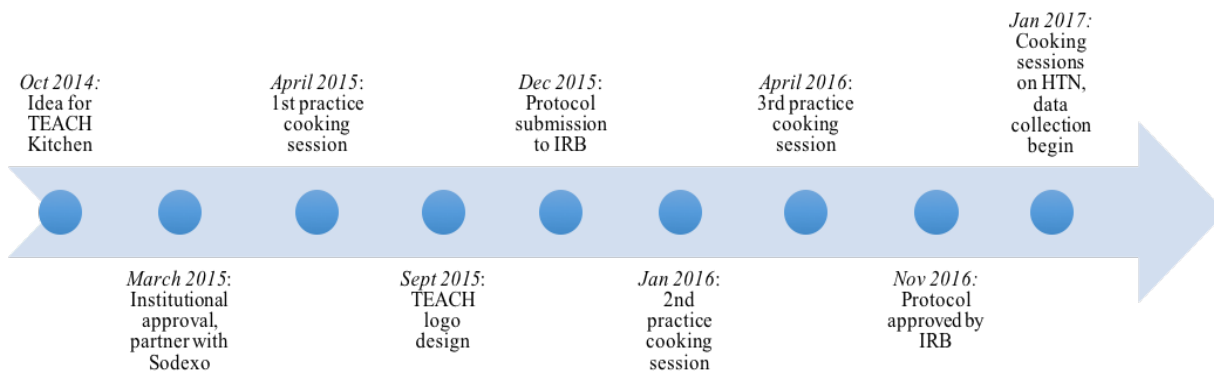 Oct 2014:
Idea for
TEACH
Kitchen
March 2015:
Institutional
approval,
partner with
Sodexo
April 2015:
1st practice
cooking
session
Sept 2015:
TEACH
logo
design
Dec 2015:
Protocol
submission
to IRB
Jan 2016:
2nd
practice
cooking
session
April 2016:
3rd practice
cooking
session
Nov 2016:
Protocol
approved by
IRB
Jan 2017:
Cooking
sessions
on HTN,
data
collection
begin